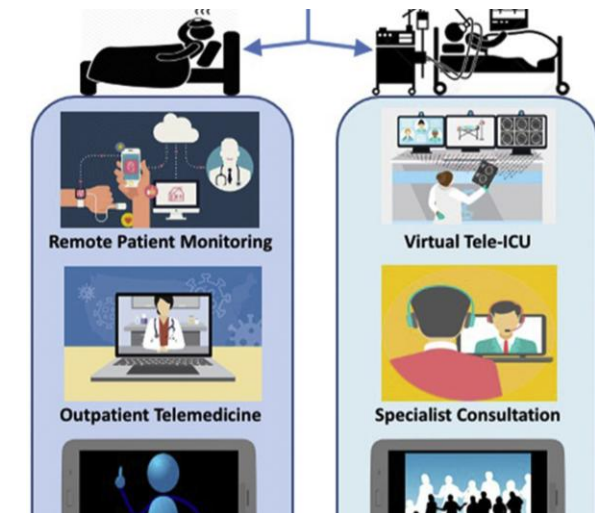 Remote Patient Monitoring
Virtual Tele-ICU
Outpatient Telemedicine
Specialist Consultation